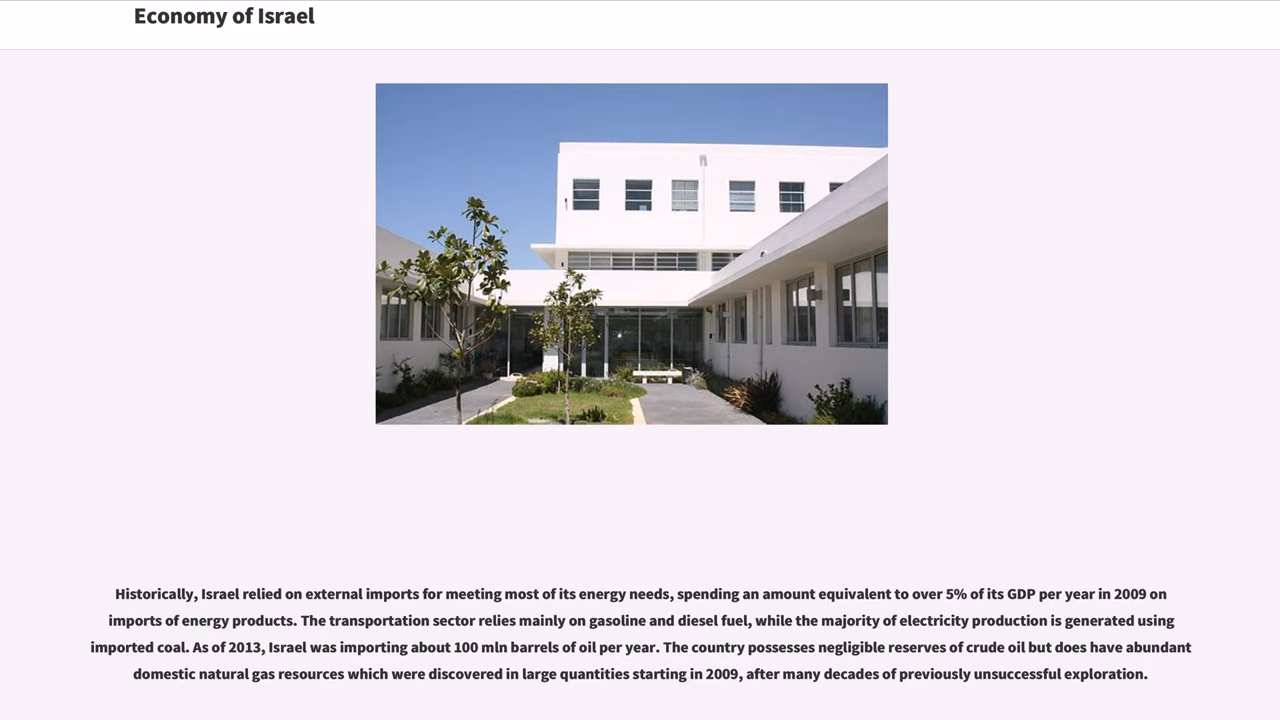 Economy of Israel
Historically, Israel relied on external imports for meeting most of its energy needs, spending an amount equivalent to over 5% of its GDP per year in 2009 on
imports of energy products. The transportation sector relies mainly on gasoline and diesel fuel, while the majority of electricity production is generated using
imported coal. As of 2013, Israel was importing about 100 mln barrels of oil per year. The country possesses negligible reserves of crude oil but does have abundant
domestic natural gas resources which were discovered in large quantities starting in 2009, after many decades of previously unsuccessful exploration.